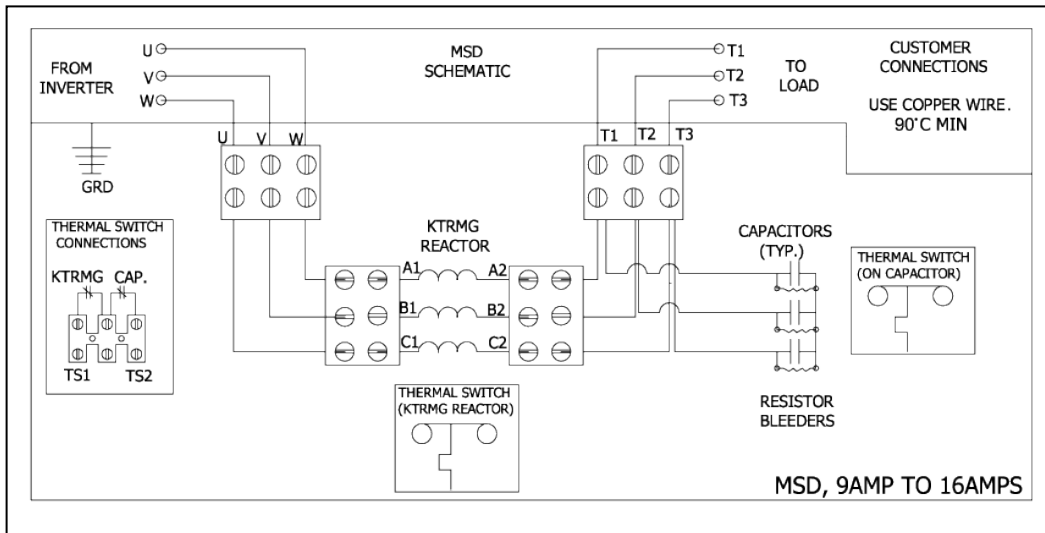 U
V
W
FROM
INVERTER
MSD
SCHEMATIC
T1
T2
T3
TO
LOAD
CUSTOMER
CONNECTIONS
USE COPPER WIRE.
90°C MIN
GRD
U V W
T1 T2 T3
THERMAL SWITCH
CONNECTIONS
KTRMG CAP.
TS1 TS2
KTRMG
REACTOR
A1 A2
B1 B2
C1 C2
CAPACITORS
(TYP.)
THERMAL SWITCH
(ON CAPACITOR)
THERMAL SWITCH
(KTRMG REACTOR)
RESISTOR
BLEEDERS
MSD, 9AMP TO 16AMPS